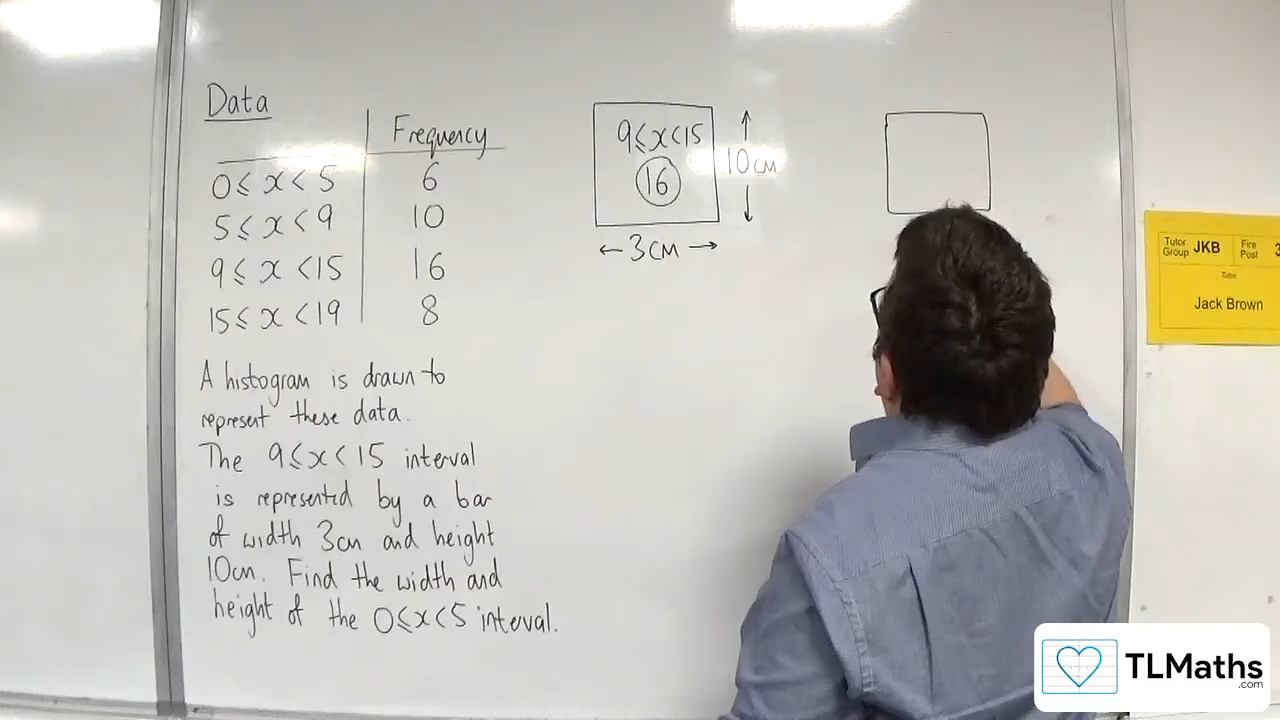 Data
Frequency
0 ≤ x < 5 6
5 ≤ x < 9 10
9 ≤ x < 15 16
15 ≤ x < 19 8
A histogram is drawn to
represent these data.
The 9 ≤ x < 15 interval
is represented by a bar
of width 3cm and height
10cm. Find the width and
height of the 0 ≤ x < 5 interval.
9 ≤ x < 15
16
10cm
← 3cm →
Tutor Group JKB Fire Post 3
Tutor
Jack Brown
TLMaths
.com